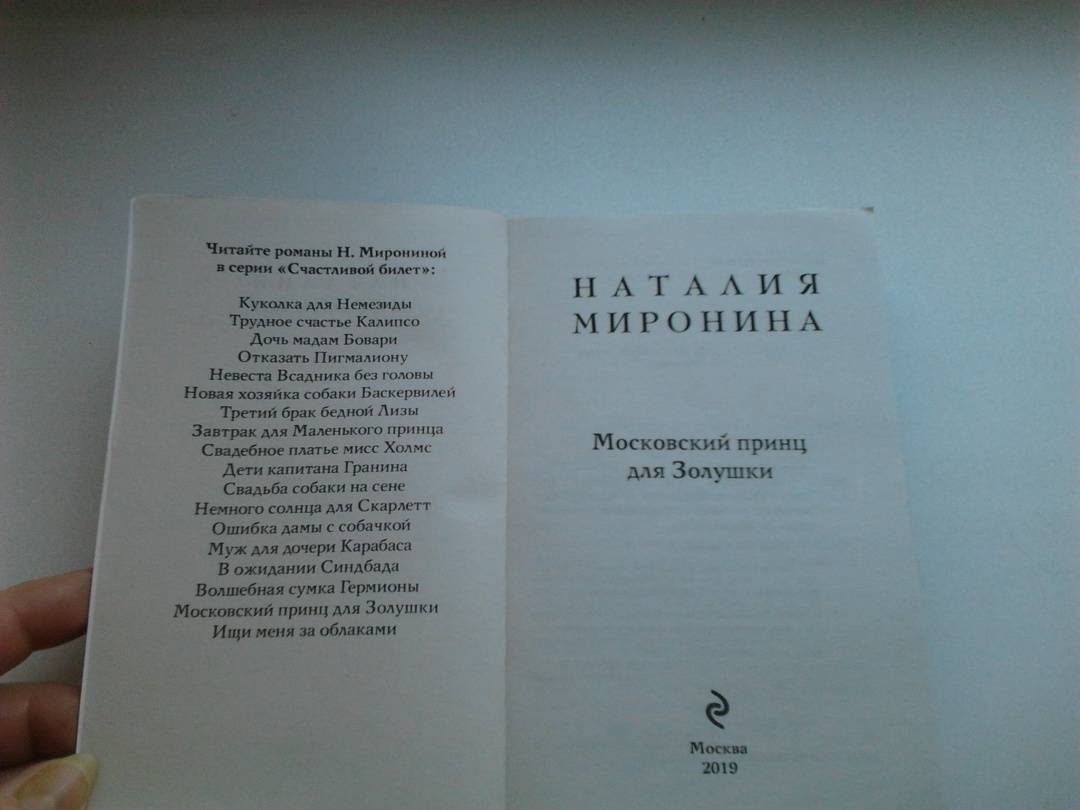 Читайте романы Н. Мирониной
в серии «Счастливой билет»:
Куколка для Немезиды
Трудное счастье Калипсо
Дочь мадам Бовари
Отказать Пигмалиону
Невеста Всадника без головы
Новая хозяйка собаки Баскервилей
Третий брак бедной Лизы
Завтрак для Маленького принца
Свадебное платье мисс Холмс
Дети капитана Гранина
Свадьба собаки на сене
Немного солнца для Скарлетт
Ошибка дамы с собачкой
Муж для дочери Карабаса
В ожидании Синдбада
Волшебная сумка Гермионы
Московский принц для Золушки
Ищи меня за облаками
НАТАЛИЯ
МИРОНИНА
Московский принц
для Золушки
Москва
2019